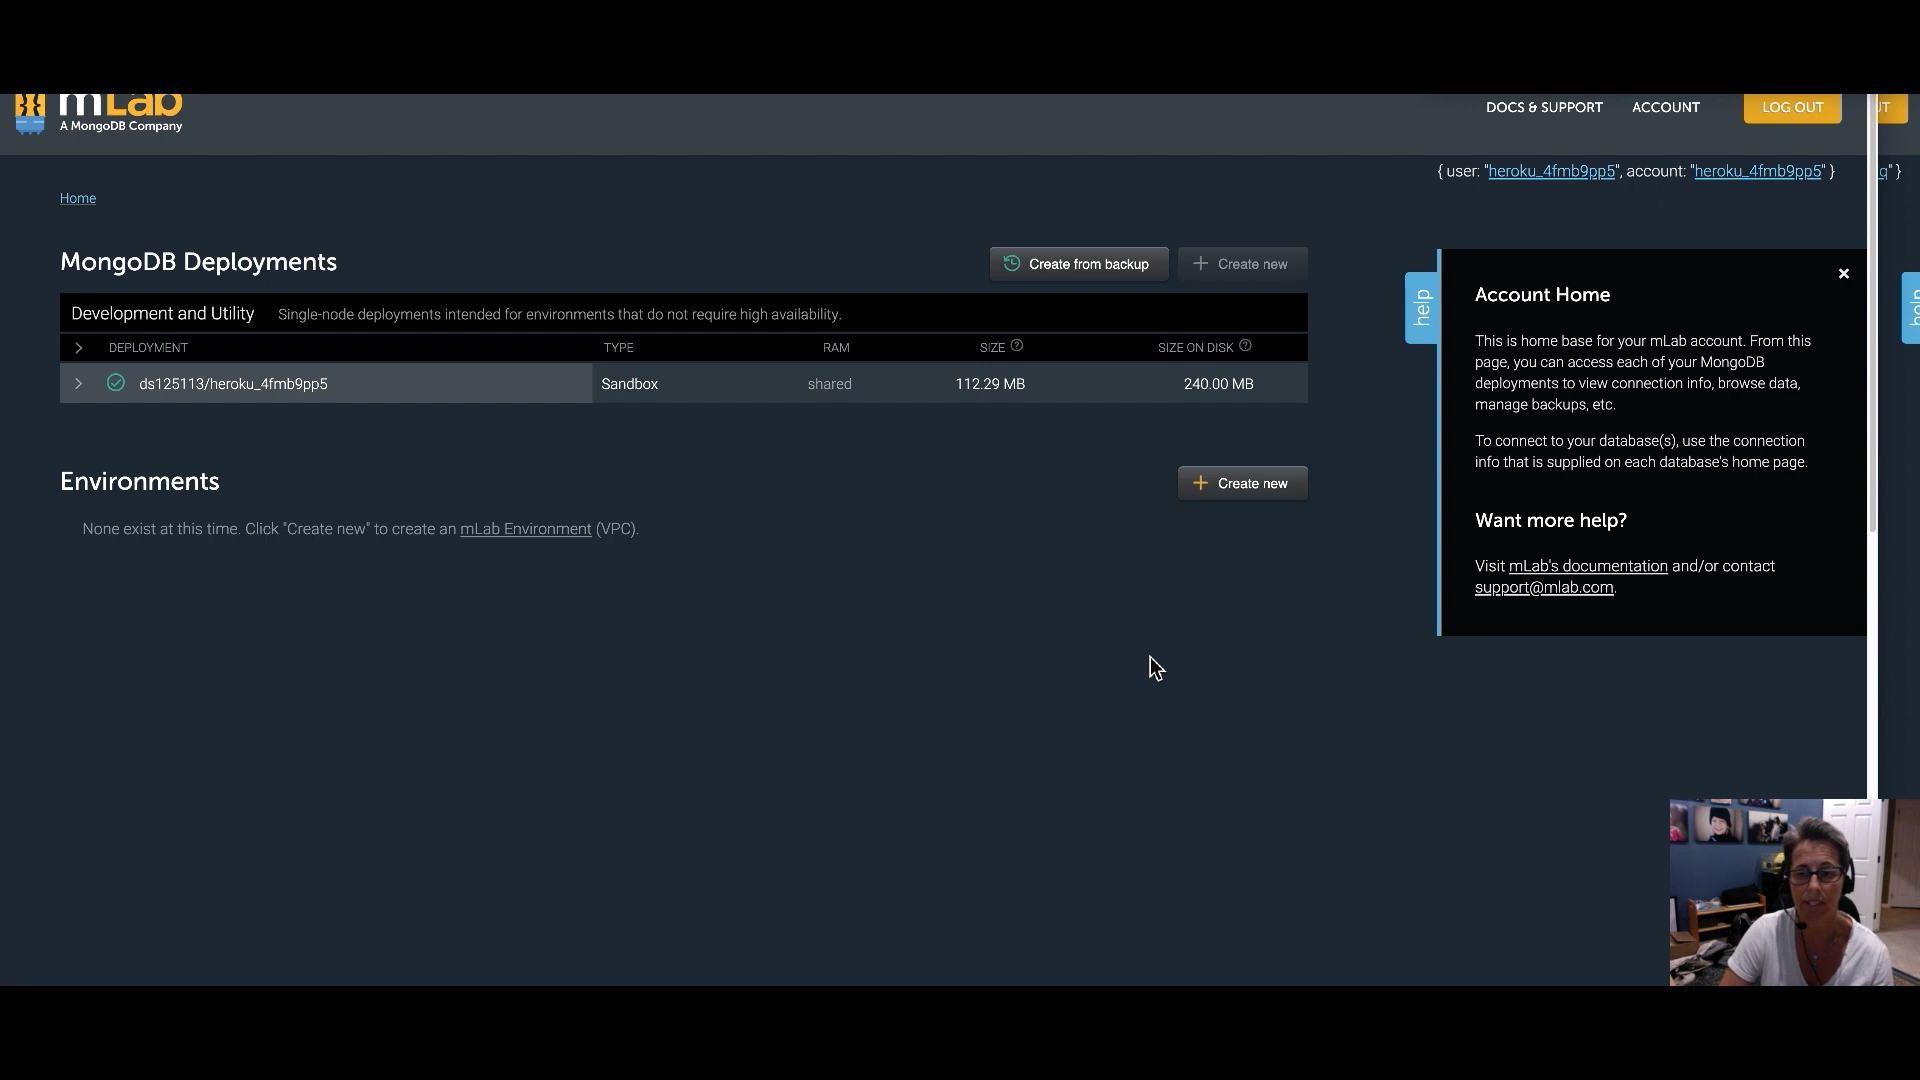 mLab
A MongoDB Company
DOCS & SUPPORT
ACCOUNT
LOG OUT
UT
{ user: "heroku_4fmb9pp5", account: "heroku_4fmb9pp5" }
q" }
Home
MongoDB Deployments
Create from backup
Create new
Development and Utility
Single-node deployments intended for environments that do not require high availability.
DEPLOYMENT
TYPE
RAM
SIZE
SIZE ON DISK
ds125113/heroku_4fmb9pp5
Sandbox
shared
112.29 MB
240.00 MB
Environments
Create new
None exist at this time. Click "Create new" to create an mLab Environment (VPC).
help
Account Home
This is home base for your mLab account. From this
page, you can access each of your MongoDB
deployments to view connection info, browse data,
manage backups, etc.
To connect to your database(s), use the connection
info that is supplied on each database's home page.
Want more help?
Visit mLab's documentation and/or contact
support@mlab.com.
help